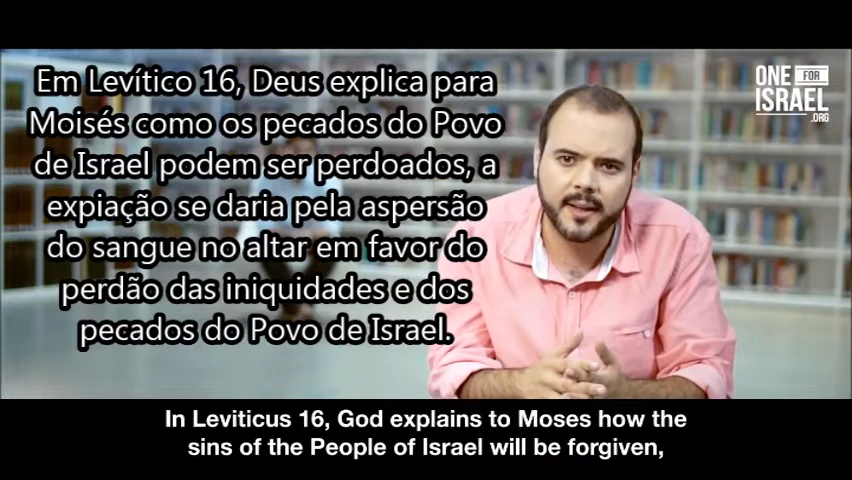 Em Levítico 16, Deus explica para
Moisés como os pecados do Povo
de Israel podem ser perdoados, a
expiação se daria pela aspersão
do sangue no altar em favor do
perdão das iniquidades e dos
pecados do Povo de Israel.
ONE FOR
ISRAEL
.ORG
In Leviticus 16, God explains to Moses how the
sins of the People of Israel will be forgiven,